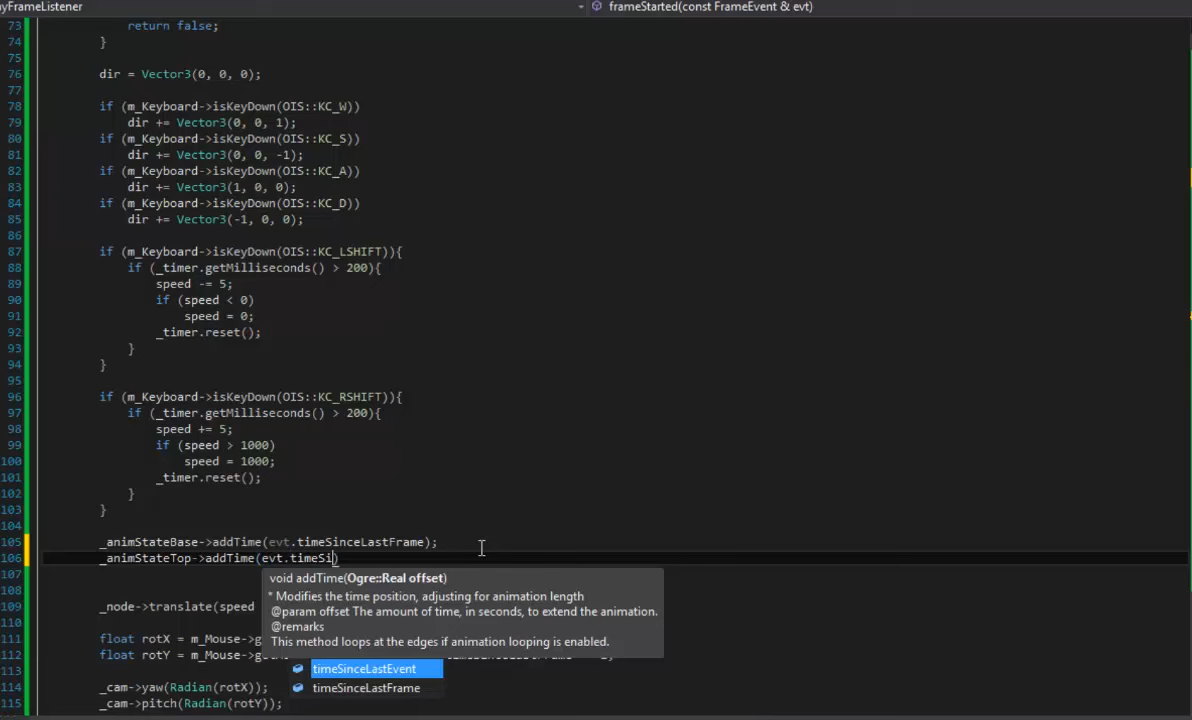 yFrameListener frameStarted(const FrameEvent & evt)
73 return false;
74 }
75
76 dir = Vector3(0, 0, 0);
77
78 if (m_Keyboard->isKeyDown(OIS::KC_W))
79 dir += Vector3(0, 0, 1);
80 if (m_Keyboard->isKeyDown(OIS::KC_S))
81 dir += Vector3(0, 0, -1);
82 if (m_Keyboard->isKeyDown(OIS::KC_A))
83 dir += Vector3(1, 0, 0);
84 if (m_Keyboard->isKeyDown(OIS::KC_D))
85 dir += Vector3(-1, 0, 0);
86
87 if (m_Keyboard->isKeyDown(OIS::KC_LSHIFT)){
88 if (_timer.getMilliseconds() > 200){
89 speed -= 5;
90 if (speed < 0)
91 speed = 0;
92 _timer.reset();
93 }
94 }
95
96 if (m_Keyboard->isKeyDown(OIS::KC_RSHIFT)){
97 if (_timer.getMilliseconds() > 200){
98 speed += 5;
99 if (speed > 1000)
100 speed = 1000;
101 _timer.reset();
102 }
103 }
104
105 _animStateBase->addTime(evt.timeSinceLastFrame);
106 _animStateTop->addTime(evt.timeSi)
107 void addTime(Ogre::Real offset)
108 * Modifies the time position, adjusting for animation length
@param offset The amount of time, in seconds, to extend the animation.
109 _node->translate(speed
@remarks
110 This method loops at the edges if animation looping is enabled.
111 float rotX = m_Mouse->g
112 float rotY = m_Mouse->
113 timeSinceLastEvent
timeSinceLastFrame
114 _cam->yaw(Radian(rotX));
115 _cam->pitch(Radian(rotY));